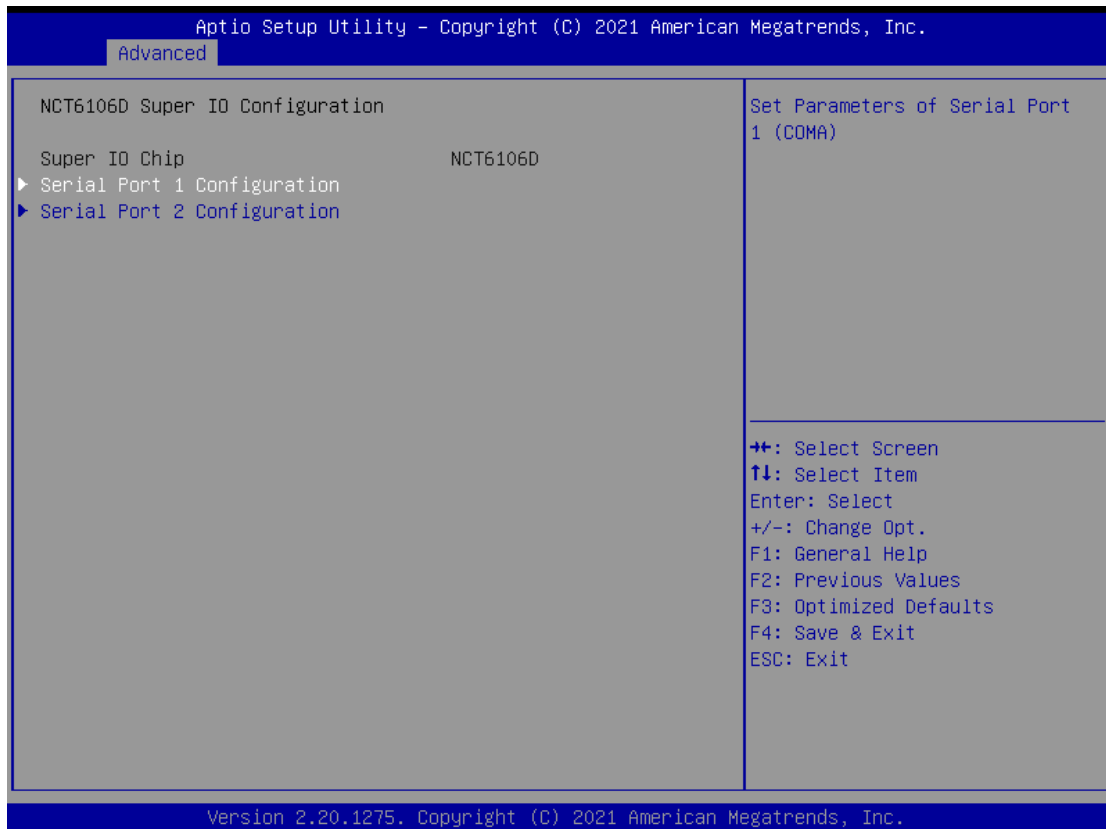 Aptio Setup Utility – Copyright (C) 2021 American Megatrends, Inc.
Advanced
NCT6106D Super IO Configuration
Super IO Chip NCT6106D
▶ Serial Port 1 Configuration
▶ Serial Port 2 Configuration
Set Parameters of Serial Port
1 (COMA)
→←: Select Screen
↑↓: Select Item
Enter: Select
+/-: Change Opt.
F1: General Help
F2: Previous Values
F3: Optimized Defaults
F4: Save & Exit
ESC: Exit
Version 2.20.1275. Copyright (C) 2021 American Megatrends, Inc.